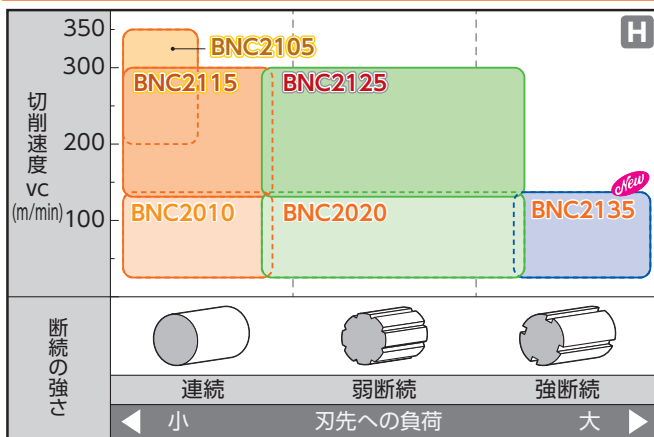 H
350
300
200
100
切削速度
vc
(m/min)
BNC2105
BNC2115
BNC2125
BNC2010
BNC2020
New
BNC2135
断続の強さ
連続
弱断続
強断続
小
刃先への負荷
大